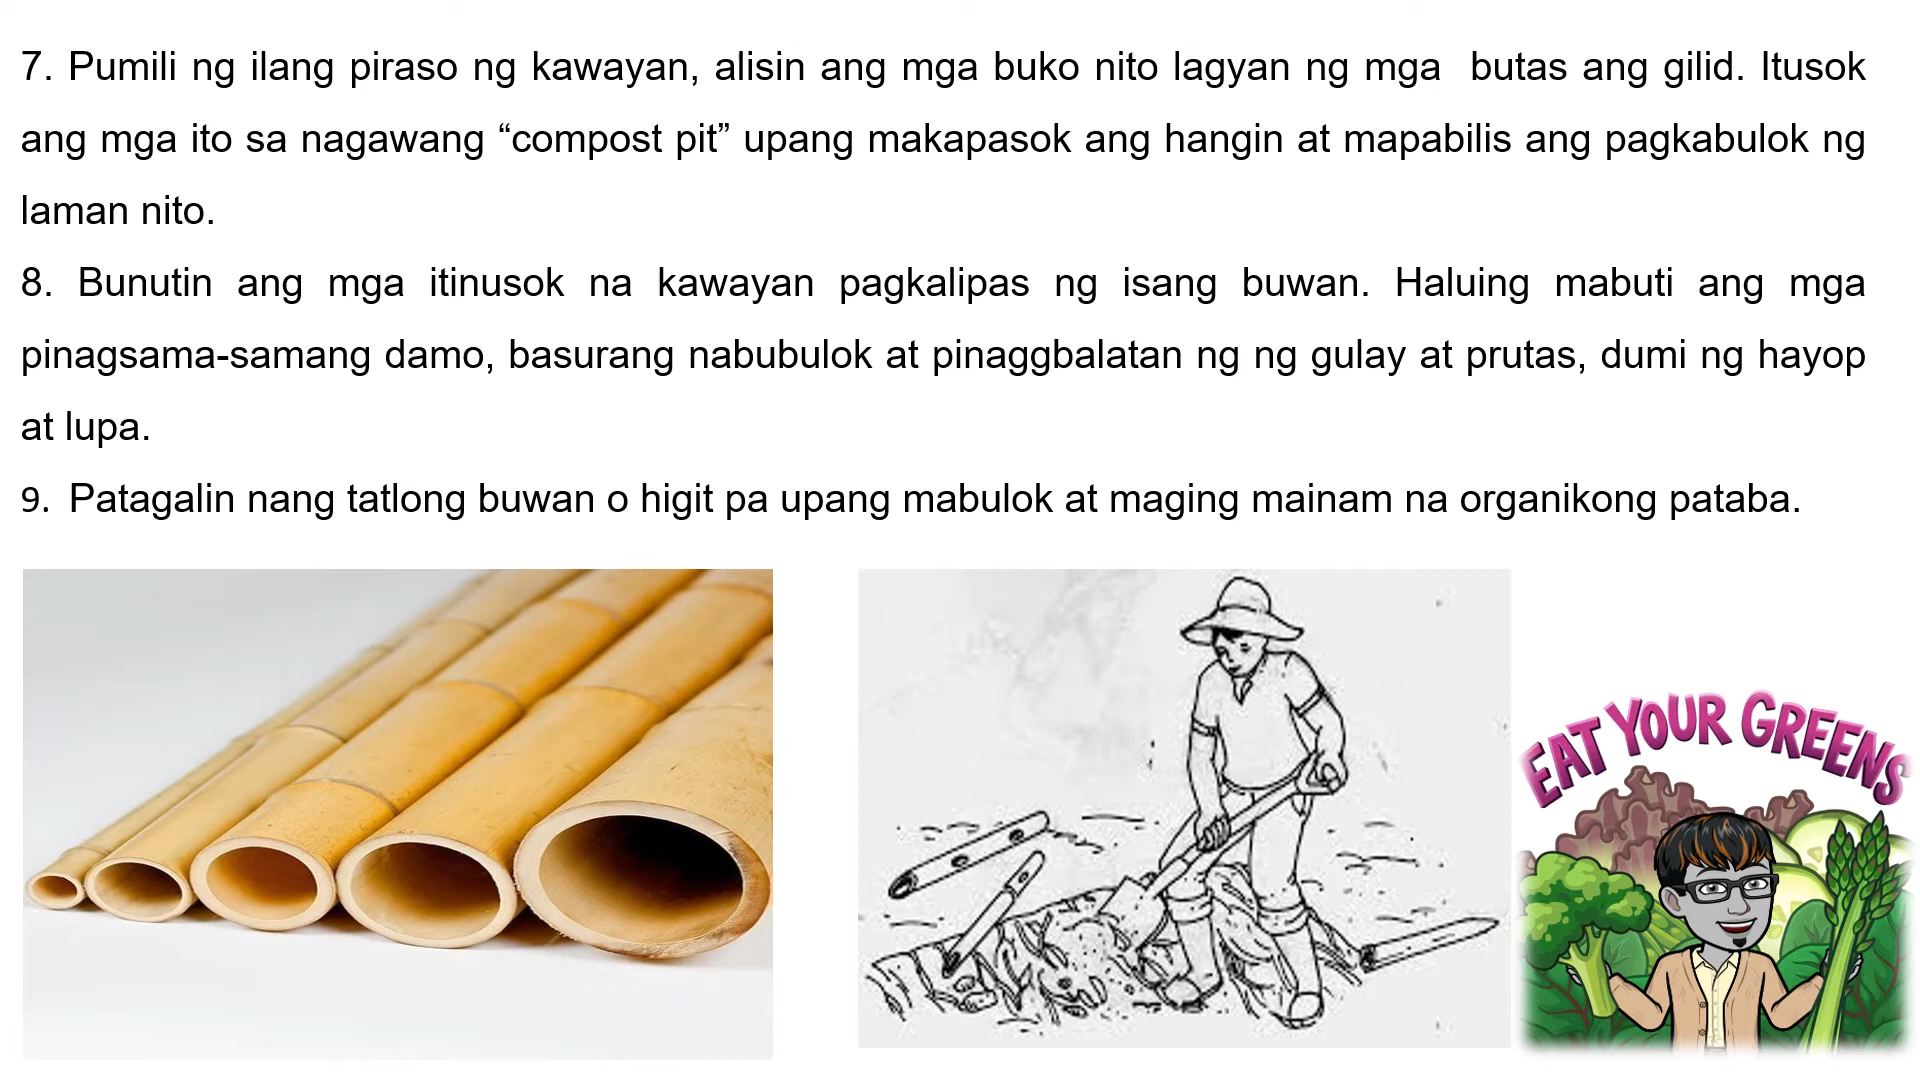 7. Pumili ng ilang piraso ng kawayan, alisin ang mga buko nito lagyan ng mga butas ang gilid. Itusok
ang mga ito sa nagawang “compost pit” upang makapasok ang hangin at mapabilis ang pagkabulok ng
laman nito.
8. Bunutin ang mga itinusok na kawayan pagkalipas ng isang buwan. Haluing mabuti ang mga
pinagsama-samang damo, basurang nabubulok at pinaggbalatan ng ng gulay at prutas, dumi ng hayop
at lupa.
9. Patagalin nang tatlong buwan o higit pa upang mabulok at maging mainam na organikong pataba.
EAT YOUR GREENS